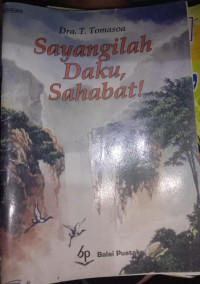 Dra. T. Tomasoa
Sayangilah
Daku,
Sahabat!
bp Balai Pustaka